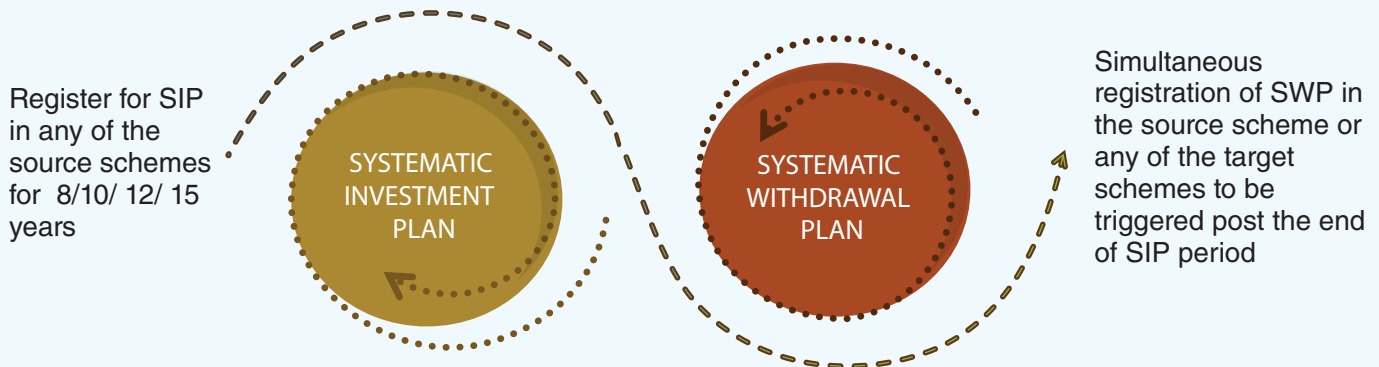 Register for SIP
in any of the
source schemes
for 8/10/ 12/ 15
years
SYSTEMATIC
INVESTMENT
PLAN
SYSTEMATIC
WITHDRAWAL
PLAN
Simultaneous
registration of SWP in
the source scheme or
any of the target
schemes to be
triggered post the end
of SIP period